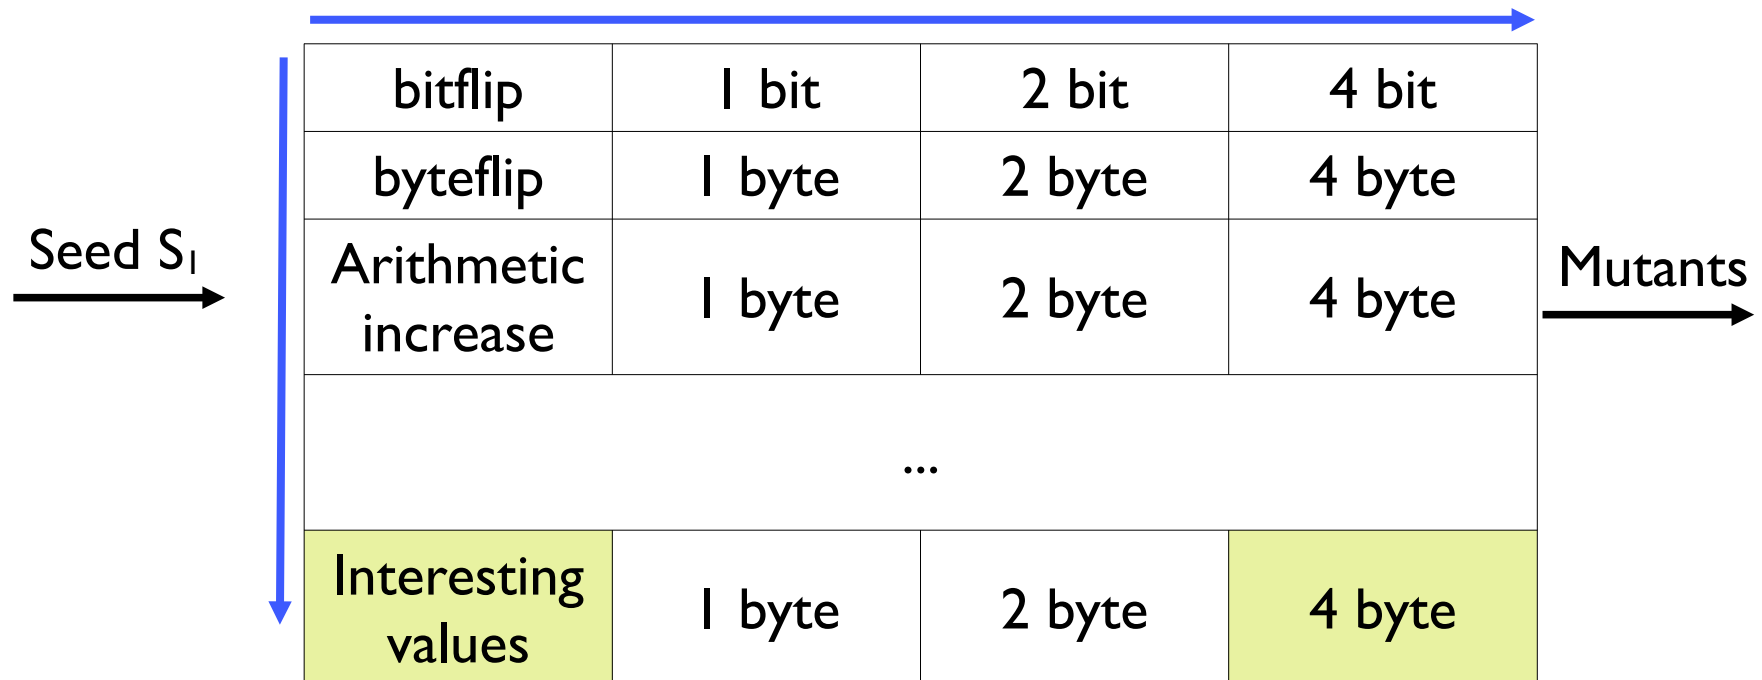 bitflip 1 bit 2 bit 4 bit
byteflip 1 byte 2 byte 4 byte
Seed S₁
Arithmetic
increase
1 byte 2 byte 4 byte
Mutants
...
Interesting
values
1 byte 2 byte 4 byte